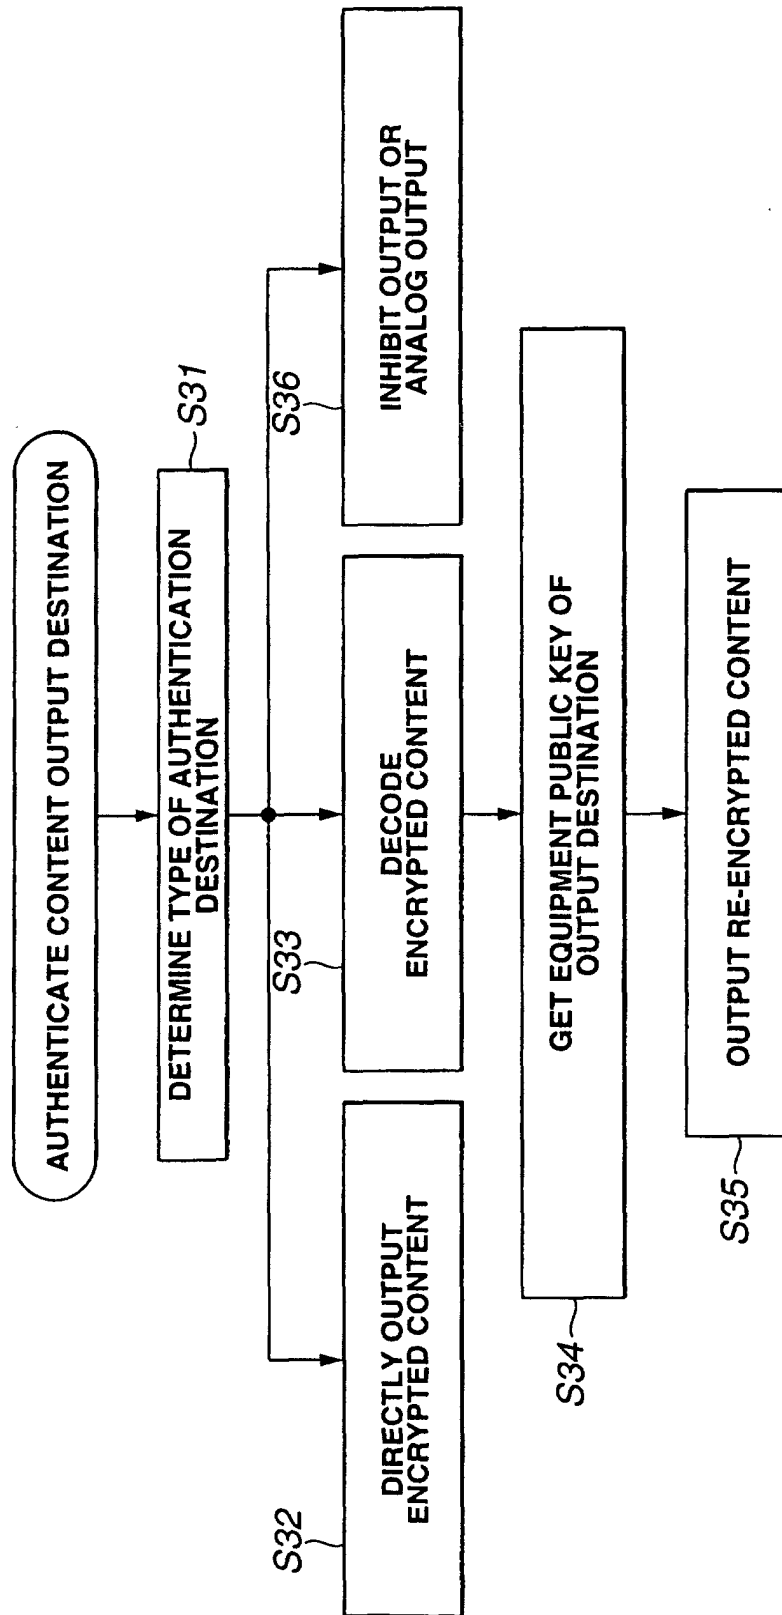 AUTHENTICATE CONTENT OUTPUT DESTINATION
S31
DETERMINE TYPE OF AUTHENTICATION
DESTINATION
S32
DIRECTLY OUTPUT
ENCRYPTED CONTENT
S33
DECODE
ENCRYPTED CONTENT
S36
INHIBIT OUTPUT OR
ANALOG OUTPUT
S34
GET EQUIPMENT PUBLIC KEY OF
OUTPUT DESTINATION
S35
OUTPUT RE-ENCRYPTED CONTENT